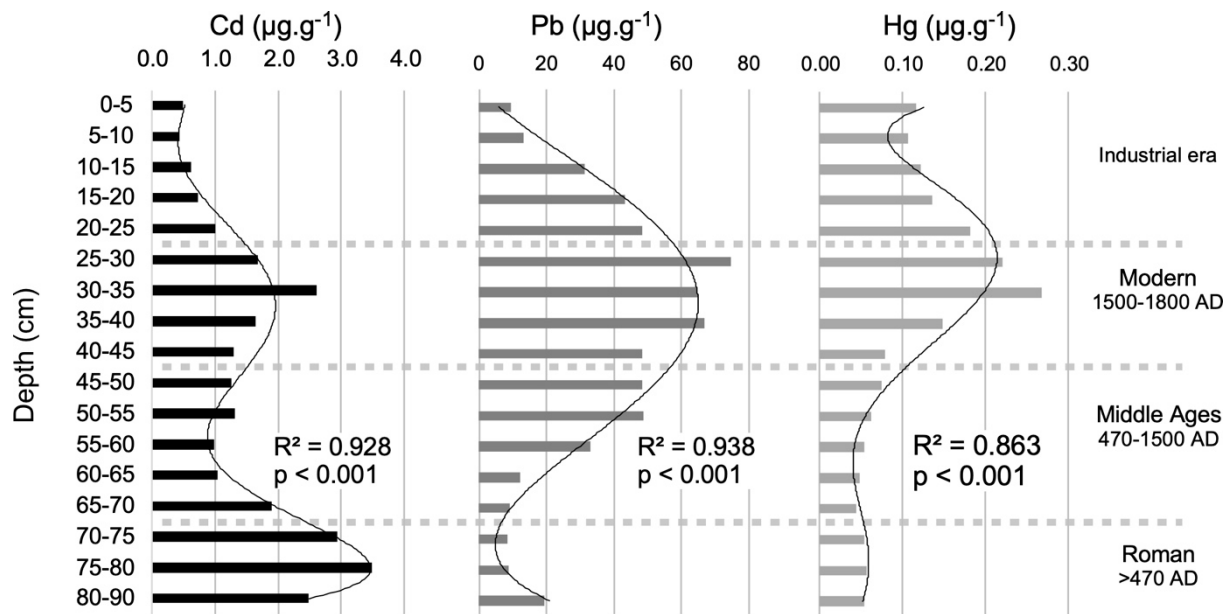 Cd (µg.g⁻¹) Pb (µg.g⁻¹) Hg (µg.g⁻¹)
0.0 1.0 2.0 3.0 4.0 0 20 40 60 80 0.00 0.10 0.20 0.30
Depth (cm)
0-5
5-10
10-15
15-20
20-25
25-30
30-35
35-40
40-45
45-50
50-55
55-60
60-65
65-70
70-75
75-80
80-90
R² = 0.928
p < 0.001
R² = 0.938
p < 0.001
R² = 0.863
p < 0.001
Industrial era
Modern
1500-1800 AD
Middle Ages
470-1500 AD
Roman
>470 AD